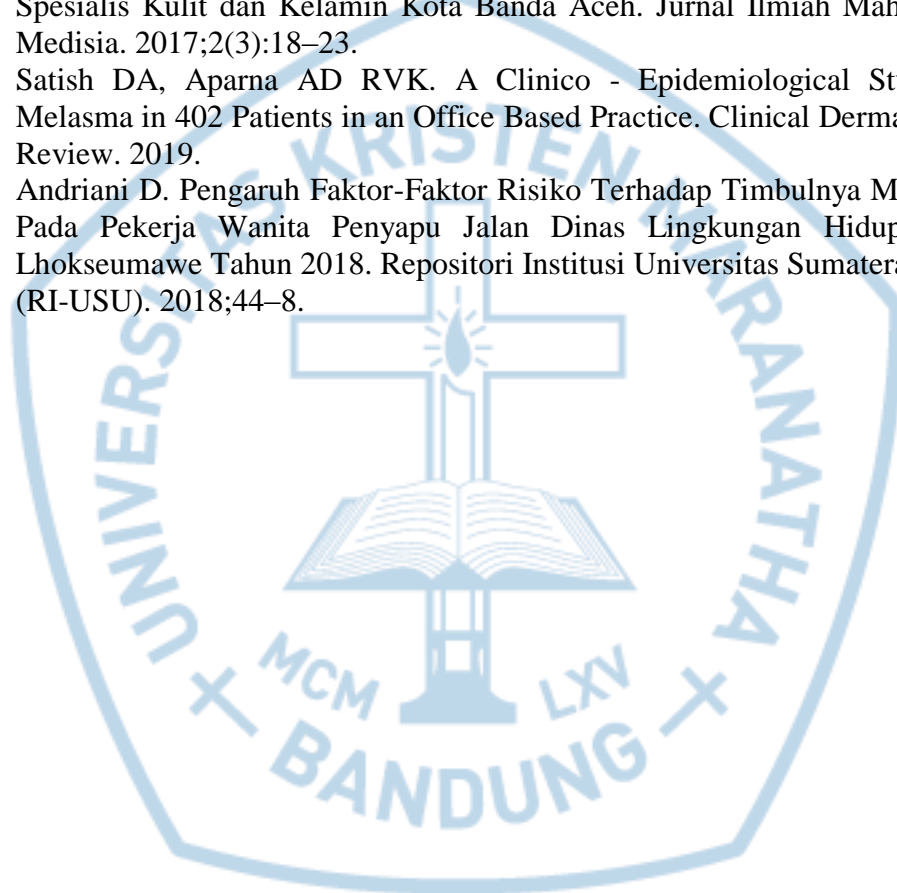 Spesialis Kulit dan Kelamin Kota Banda Aceh. Jurnal Ilmiah Mah
Medisia. 2017;2(3):18–23.
Satish DA, Aparna AD RVK. A Clinico - Epidemiological Stu
Melasma in 402 Patients in an Office Based Practice. Clinical Derma
Review. 2019.
Andriani D. Pengaruh Faktor-Faktor Risiko Terhadap Timbulnya M
Pada Pekerja Wanita Penyapu Jalan Dinas Lingkungan Hidup
Lhokseumawe Tahun 2018. Repositori Institusi Universitas Sumatera
(RI-USU). 2018;44–8.
UNIVERSITAS KRISTEN MARANATHA
MCM LXV
BANDUNG